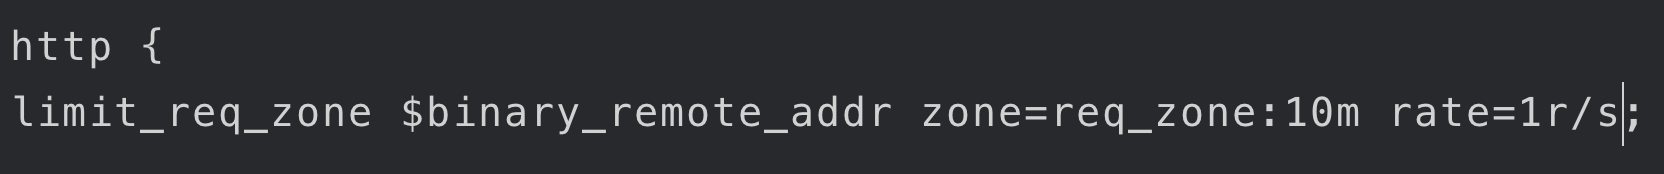 http {
limit_req_zone $binary_remote_addr zone=req_zone:10m rate=1r/s;